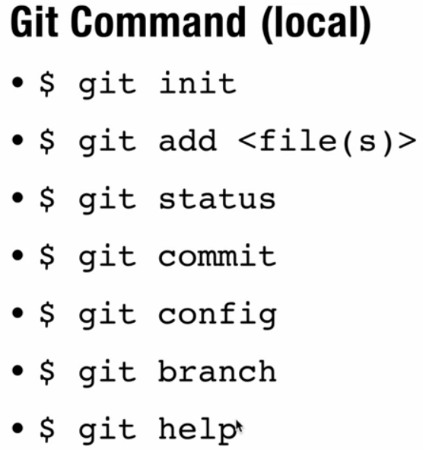 Git Command (local)
• $ git init
• $ git add <file(s)>
• $ git status
• $ git commit
• $ git config
• $ git branch
• $ git help